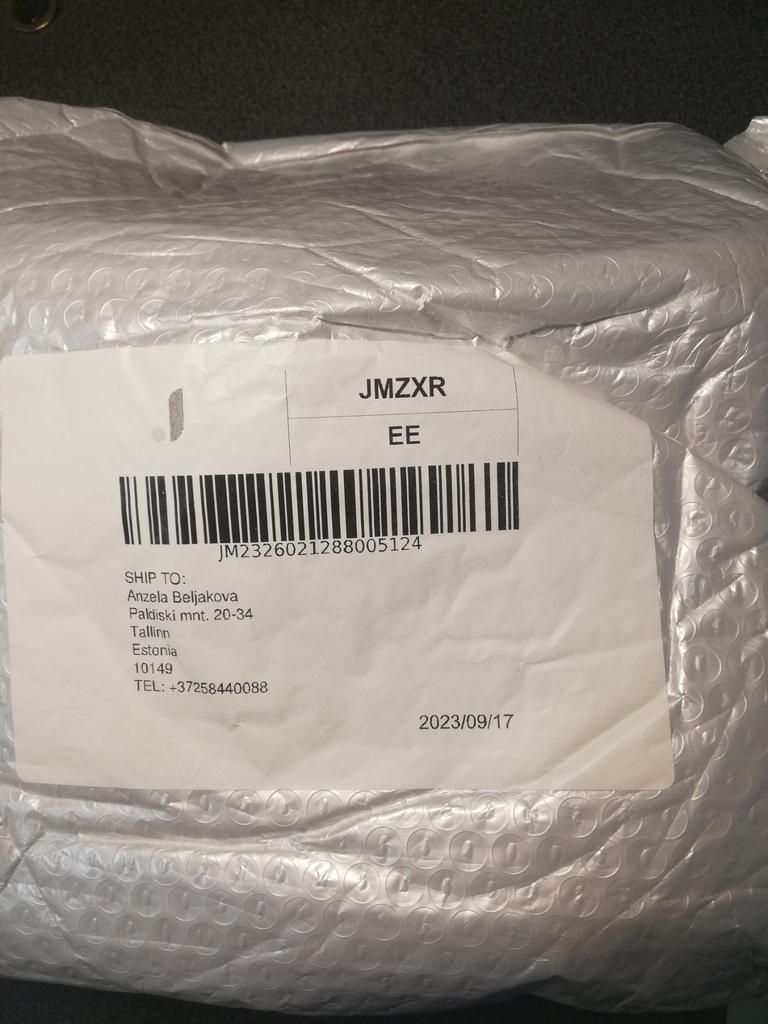 JMZXR
EE
JM2326021288005124
SHIP TO:
Anzela Beljakova
Paldiski mnt. 20-34
Tallinn
Estonia
10149
TEL: +37258440088
2023/09/17